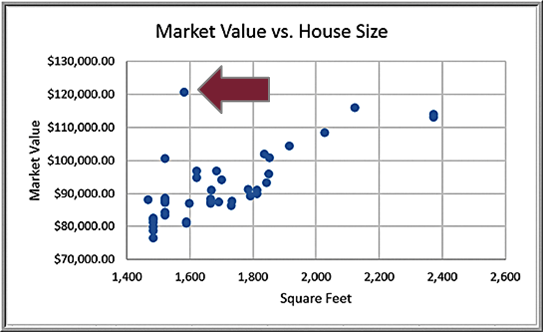 Market Value vs. House Size
$130,000.00
$120,000.00
$110,000.00
$100,000.00
$90,000.00
$80,000.00
$70,000.00
Market Value
1,400 1,600 1,800 2,000 2,200 2,400 2,600
Square Feet